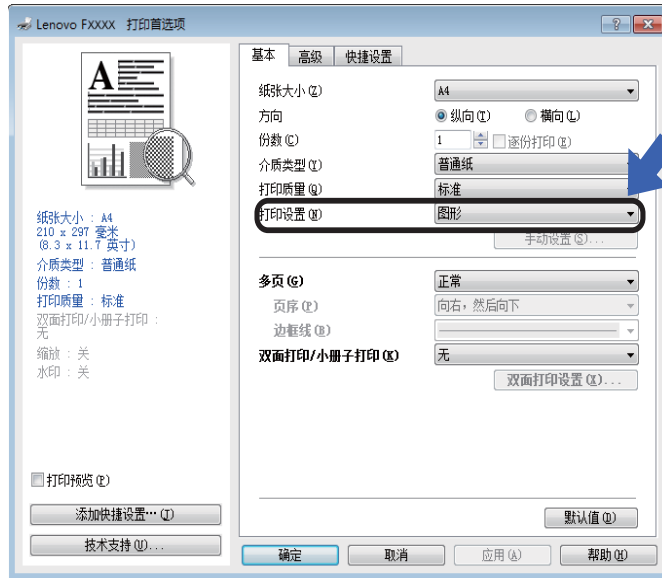 Lenovo FXXXX 打印首选项
基本 高级 快捷设置
纸张大小(Z) A4
方向 纵向(T) 横向(L)
份数(C) 1 逐份打印(E)
介质类型(Y) 普通纸
打印质量(Q) 标准
打印设置(N) 图形
手动设置(S)...
多页(G) 正常
页序(P) 向右，然后向下
边框线(B)
双面打印/小册子打印(K) 无
双面打印设置(X)...
A
纸张大小 : A4
210 x 297 毫米
(8.3 x 11.7 英寸)
介质类型 : 普通纸
份数 : 1
打印质量 : 标准
双面打印/小册子打印 :
无
缩放 : 关
水印 : 关
打印预览(P)
添加快捷设置…(J)
技术支持(U)...
默认值(D)
确定 取消 应用(A) 帮助(H)